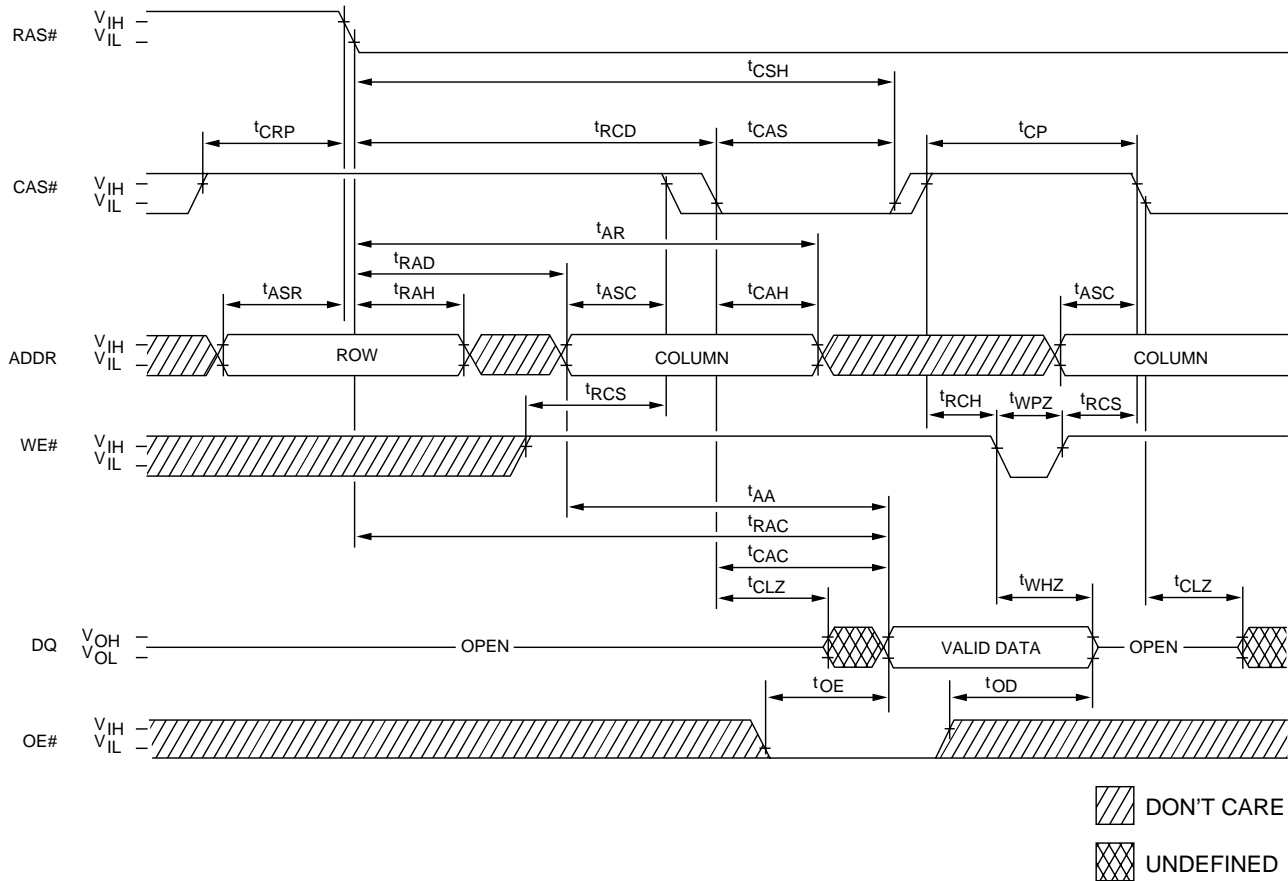 RAS# VIH
VIL
tCSH
tCRP tRCD tCAS tCP
CAS# VIH
VIL
tAR
tRAD
tASR tRAH tASC tCAH tASC
ADDR VIH
VIL
ROW COLUMN COLUMN
tRCS tRCH tWPZ tRCS
WE# VIH
VIL
tAA
tRAC
tCAC
tCLZ tWHZ tCLZ
DQ VOH
VOL
OPEN VALID DATA OPEN
tOE tOD
OE# VIH
VIL
DON'T CARE
UNDEFINED